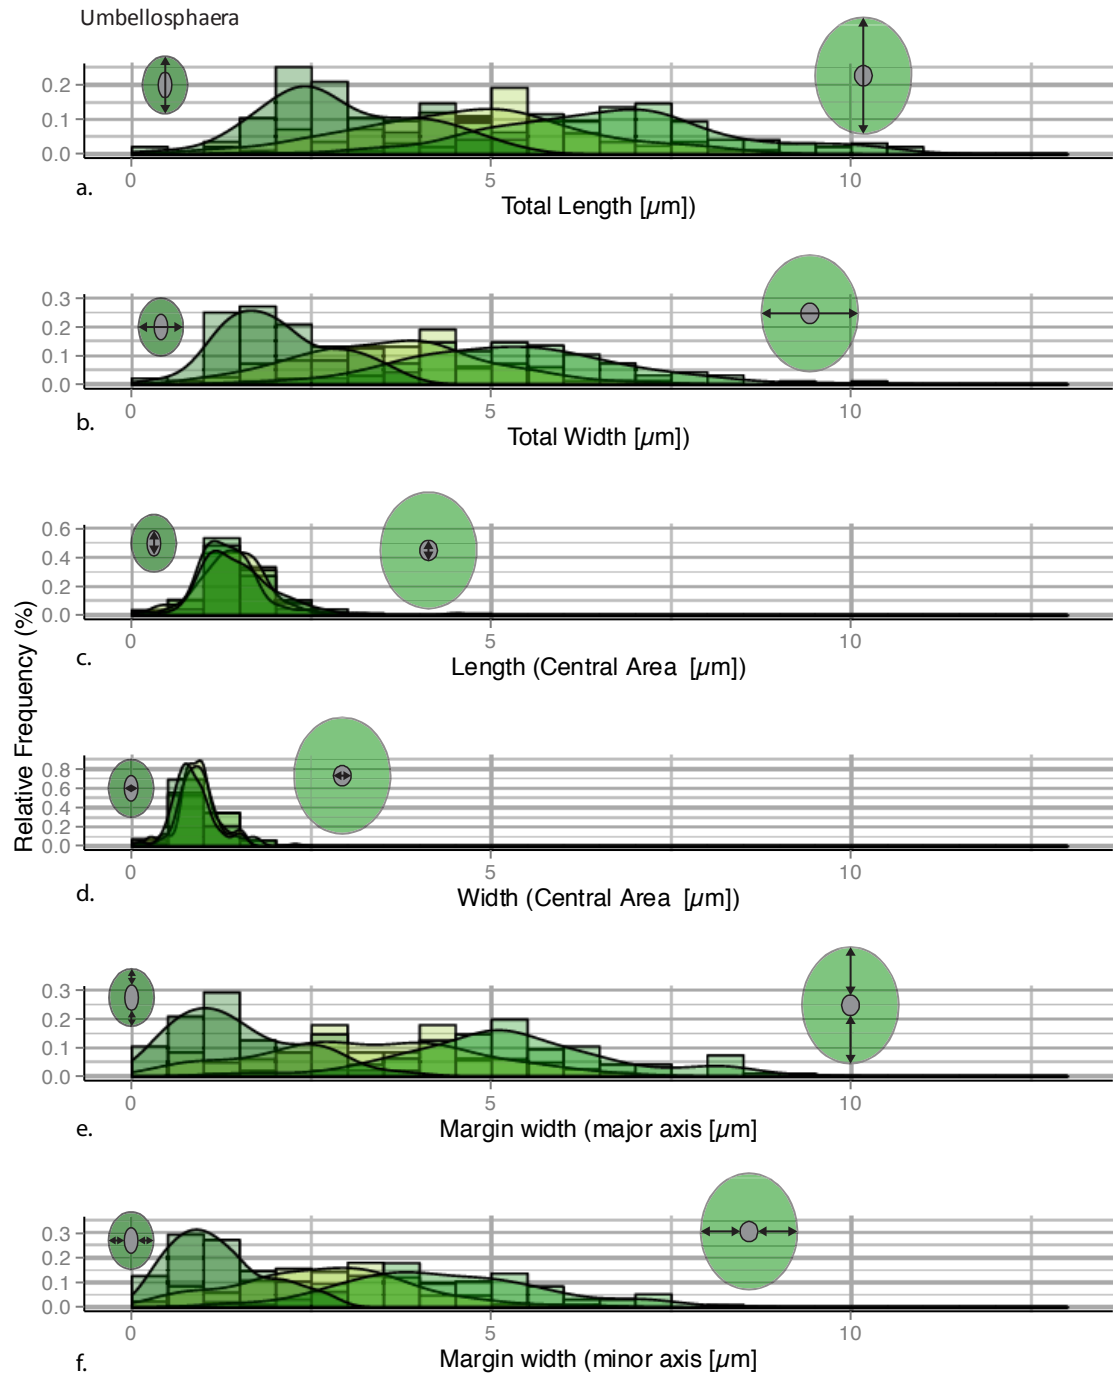 Umbellosphaera
0.2
0.1
0.0
0 5 10
a.
Total Length [µm])
0.3
0.2
0.1
0.0
0 5 10
b.
Total Width [µm])
0.6
0.4
0.2
0.0
0 5 10
c.
Length (Central Area [µm])
Relative Frequency (%)
0.8
0.6
0.4
0.2
0.0
0 5 10
d.
Width (Central Area [µm])
0.3
0.2
0.1
0.0
0 5 10
e.
Margin width (major axis [µm]
0.3
0.2
0.1
0.0
0 5 10
f.
Margin width (minor axis [µm]